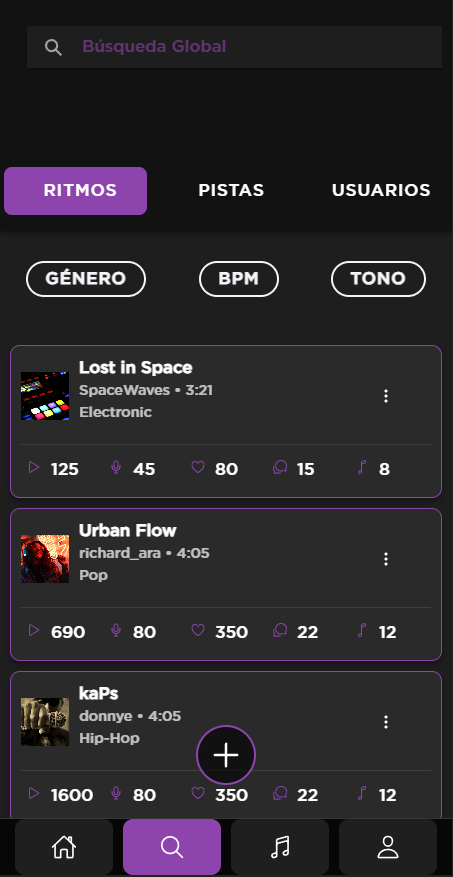 Búsqueda Global
RITMOS PISTAS USUARIOS
GÉNERO BPM TONO
Lost in Space
SpaceWaves • 3:21
Electronic
125 45 80 15 8
Urban Flow
richard_ara • 4:05
Pop
690 80 350 22 12
kaPs
donnye • 4:05
Hip-Hop
1600 80 350 22 12